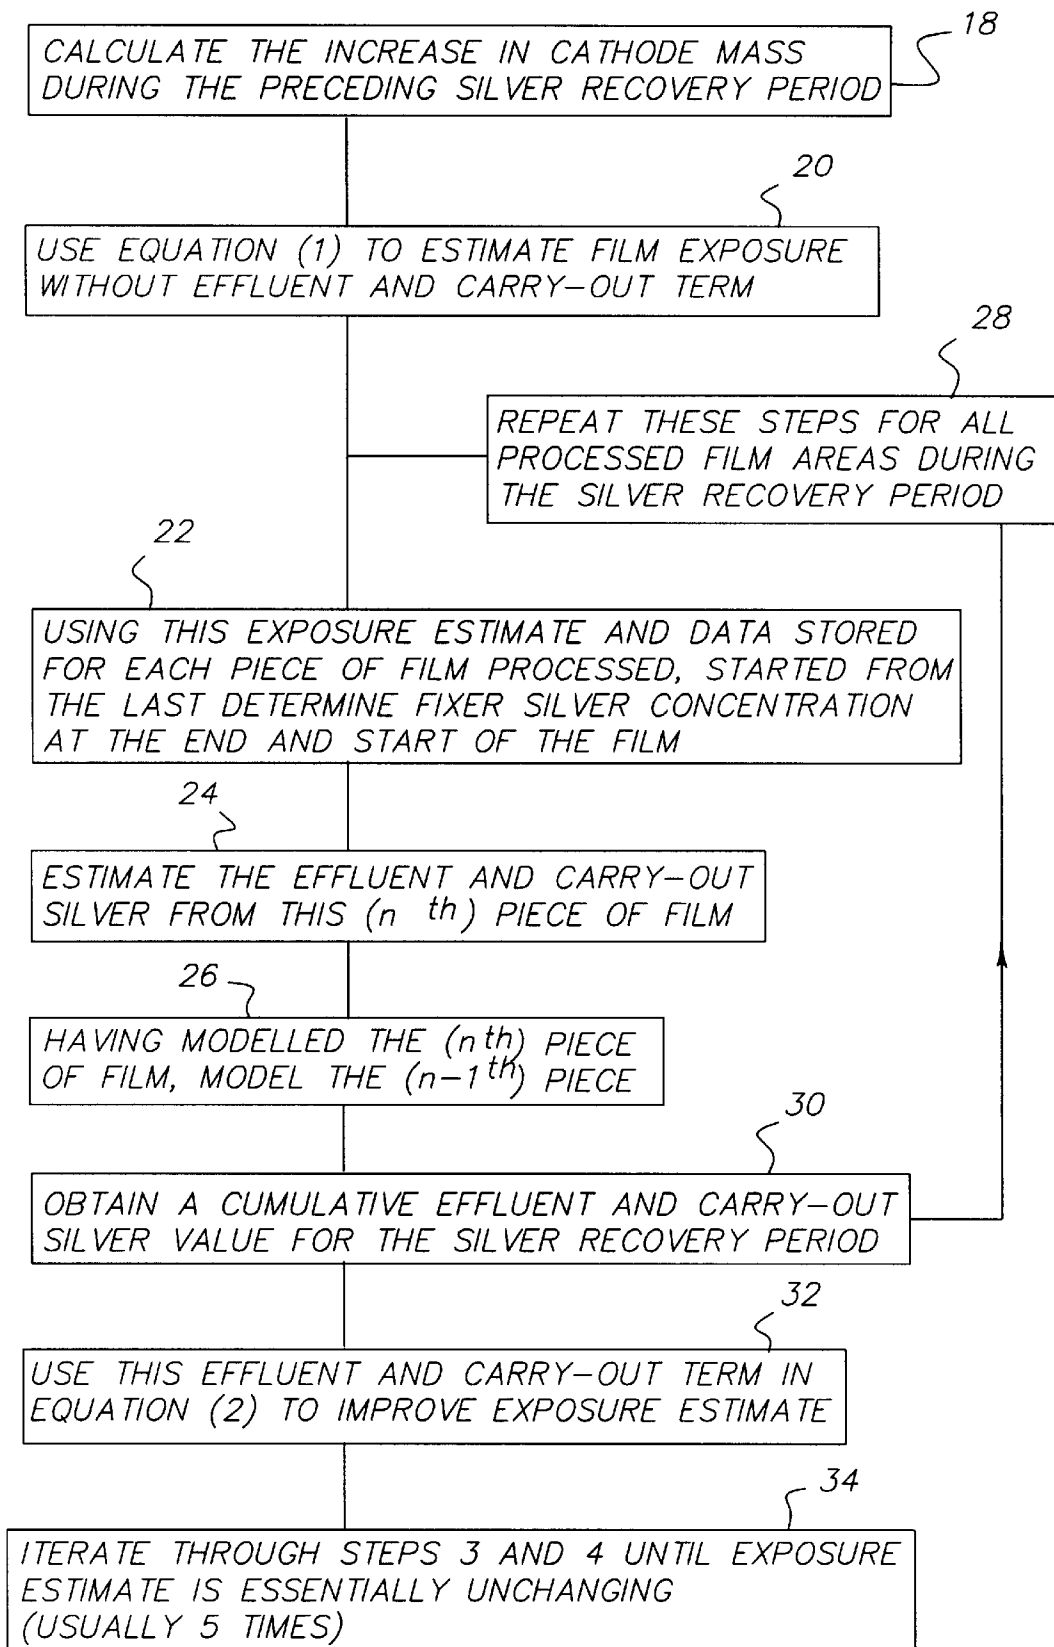 18
CALCULATE THE INCREASE IN CATHODE MASS
DURING THE PRECEDING SILVER RECOVERY PERIOD
20
USE EQUATION (1) TO ESTIMATE FILM EXPOSURE
WITHOUT EFFLUENT AND CARRY-OUT TERM
28
REPEAT THESE STEPS FOR ALL
PROCESSED FILM AREAS DURING
THE SILVER RECOVERY PERIOD
22
USING THIS EXPOSURE ESTIMATE AND DATA STORED
FOR EACH PIECE OF FILM PROCESSED, STARTED FROM
THE LAST DETERMINE FIXER SILVER CONCENTRATION
AT THE END AND START OF THE FILM
24
ESTIMATE THE EFFLUENT AND CARRY-OUT
SILVER FROM THIS (n th) PIECE OF FILM
26
HAVING MODELLED THE (nth) PIECE
OF FILM, MODEL THE (n-1th) PIECE
30
OBTAIN A CUMULATIVE EFFLUENT AND CARRY-OUT
SILVER VALUE FOR THE SILVER RECOVERY PERIOD
32
USE THIS EFFLUENT AND CARRY-OUT TERM IN
EQUATION (2) TO IMPROVE EXPOSURE ESTIMATE
34
ITERATE THROUGH STEPS 3 AND 4 UNTIL EXPOSURE
ESTIMATE IS ESSENTIALLY UNCHANGING
(USUALLY 5 TIMES)